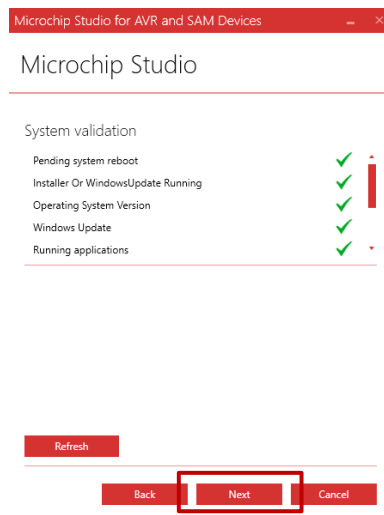 Microchip Studio for AVR and SAM Devices
Microchip Studio
System validation
Pending system reboot
Installer Or WindowsUpdate Running
Operating System Version
Windows Update
Running applications
Refresh
Back Next Cancel